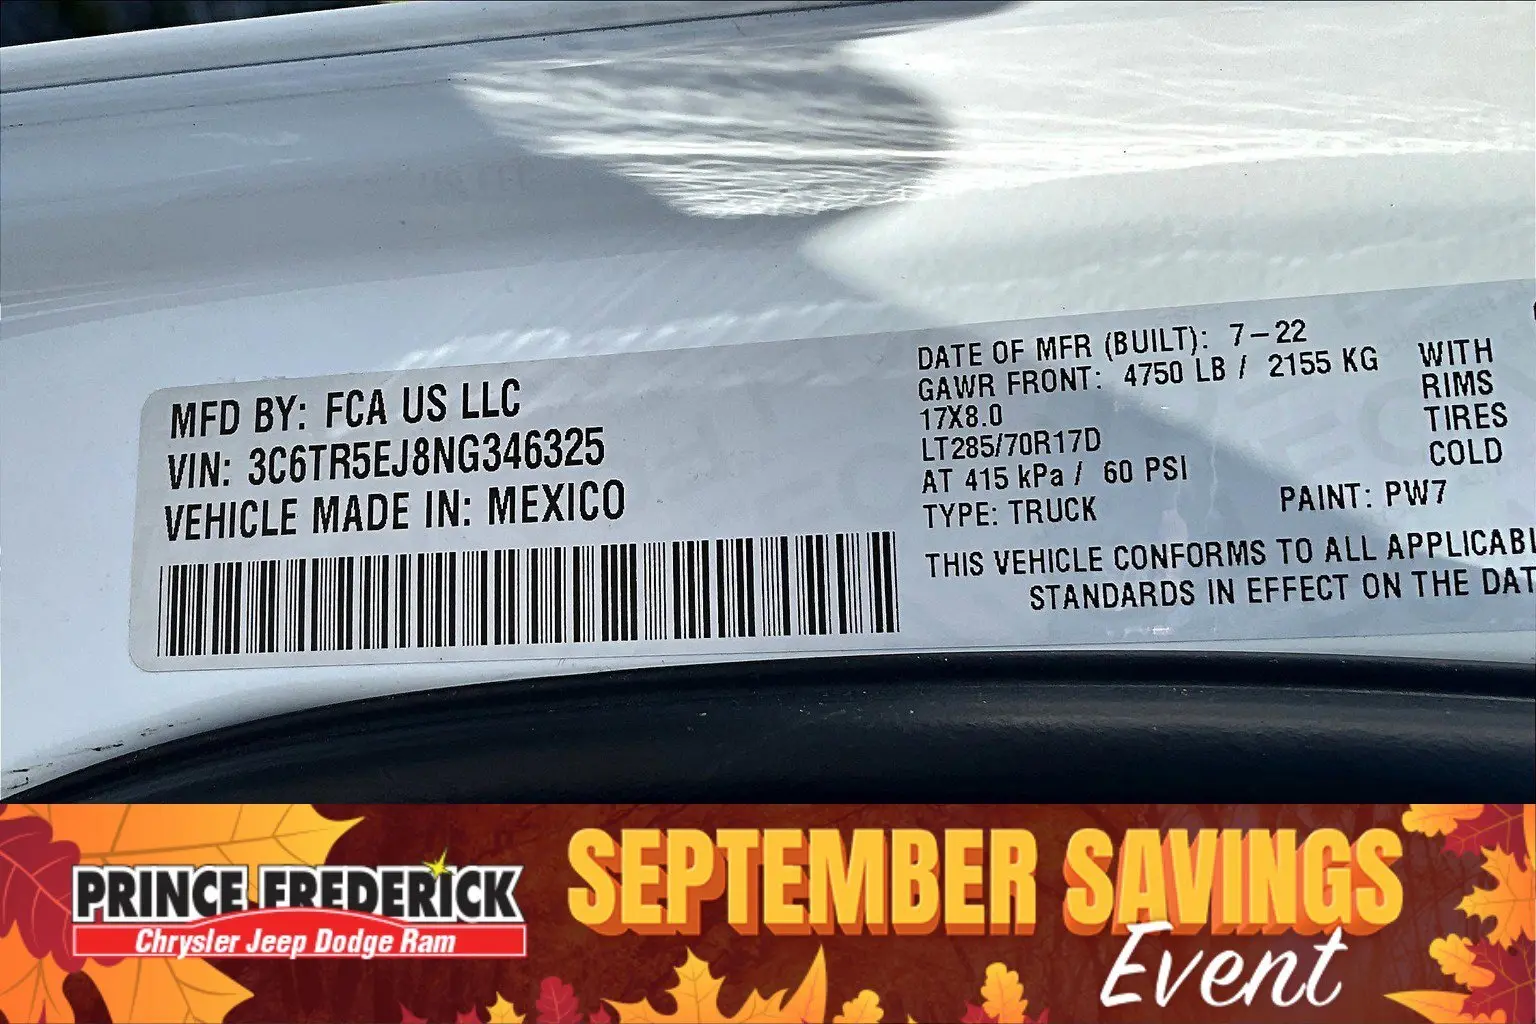 MFD BY: FCA US LLC
VIN: 3C6TR5EJ8NG346325
VEHICLE MADE IN: MEXICO
DATE OF MFR (BUILT): 7-22
GAWR FRONT: 4750 LB / 2155 KG WITH
17X8.0 RIMS
LT285/70R17D TIRES
AT 415 kPa / 60 PSI COLD
TYPE: TRUCK PAINT: PW7
THIS VEHICLE CONFORMS TO ALL
STANDARDS IN EFFECT ON THE
PRINCE FREDERICK
Chrysler Jeep Dodge Ram
SEPTEMBER SAVINGS
Event